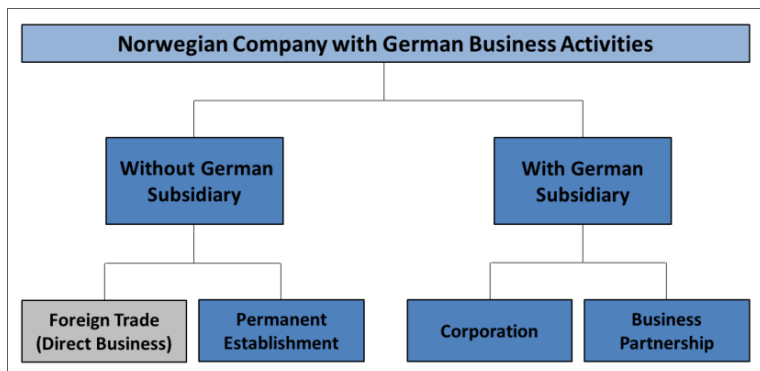 Norwegian Company with German Business Activities
Without German
Subsidiary
With German
Subsidiary
Foreign Trade
(Direct Business)
Permanent
Establishment
Corporation
Business
Partnership